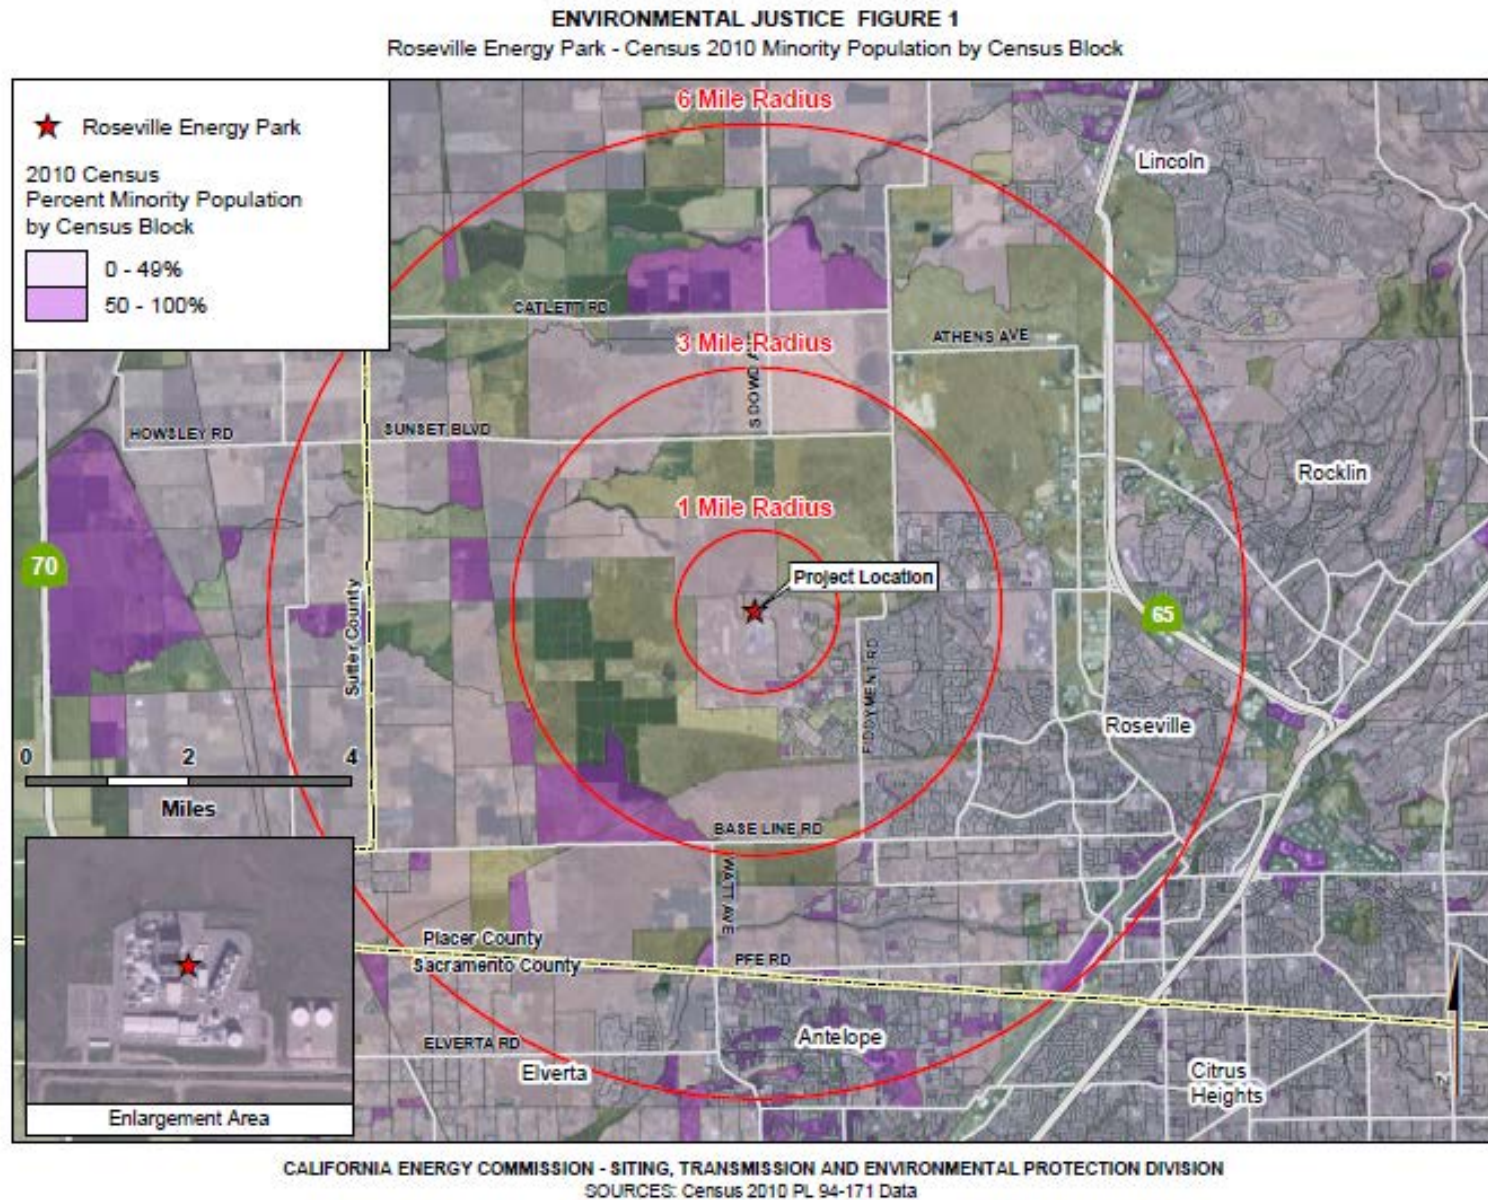 ENVIRONMENTAL JUSTICE FIGURE 1
Roseville Energy Park - Census 2010 Minority Population by Census Block
Roseville Energy Park
2010 Census
Percent Minority Population
by Census Block
0 - 49%
50 - 100%
6 Mile Radius
Lincoln
CATLETT RD
ATHENS AVE
3 Mile Radius
HOWSLEY RD
SUNSET BLVD
Rocklin
1 Mile Radius
70
Project Location
65
Sutter County
FIDDYMENT RD
Roseville
0 2 4
Miles
BASE LINE RD
WATT AVE
Placer County
Sacramento County
PFE RD
ELVERTA RD
Antelope
Elverta
Citrus
Heights
Enlargement Area
CALIFORNIA ENERGY COMMISSION - SITING, TRANSMISSION AND ENVIRONMENTAL PROTECTION DIVISION
SOURCES: Census 2010 PL 94-171 Data